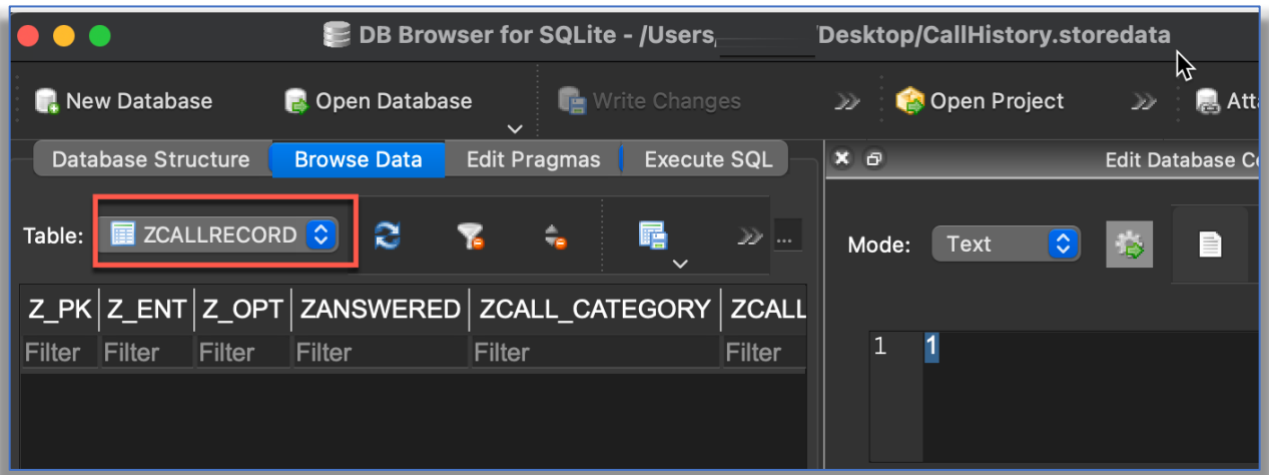 DB Browser for SQLite - /Users, Desktop/CallHistory.storedata
New Database Open Database Write Changes Open Project Att
Database Structure Browse Data Edit Pragmas Execute SQL Edit Database C
Table: ZCALLRECORD ... Mode: Text
Z_PK Z_ENT Z_OPT ZANSWERED ZCALL_CATEGORY ZCALL
Filter Filter Filter Filter Filter Filter
1 1